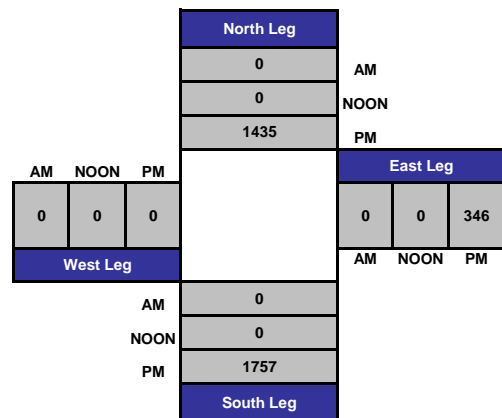 North Leg
0 AM
0 NOON
1435 PM
AM NOON PM East Leg
0 0 0 0 0 346
West Leg AM NOON PM
AM 0
NOON 0
PM 1757
South Leg